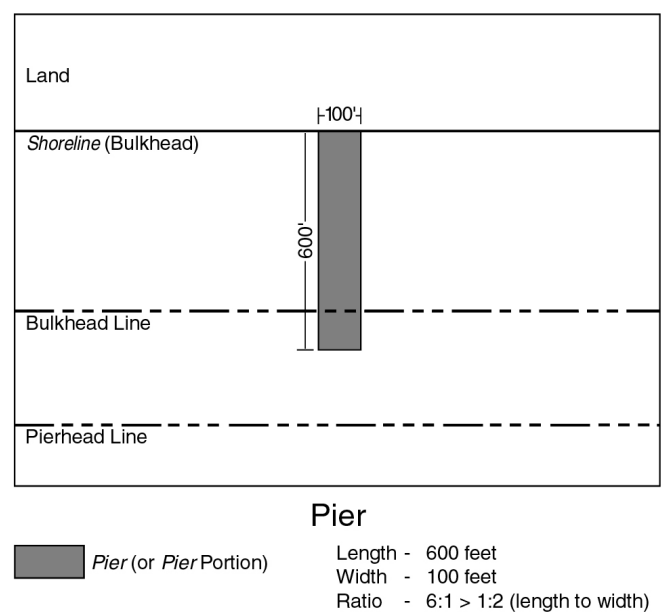 Land
100'
Shoreline (Bulkhead)
600'
Bulkhead Line
Pierhead Line
Pier
Pier (or Pier Portion)
Length - 600 feet
Width - 100 feet
Ratio - 6:1 > 1:2 (length to width)